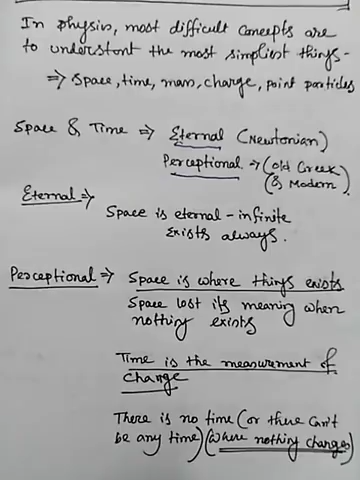 In physics, most difficult concepts are
to understant the most simpliest things -
⇒ space, time, mass, charge, point particles
Space & Time ⇒ Eternal (Newtonian)
Perceptional → (Old Greek
& Modern)
Eternal ⇒
Space is eternal - infinite
exists always.
Perceptional ⇒ Space is where things exists
Space lost its meaning when
nothing exists
Time is the measurement of
change
There is no time (or there can't
be any time) (where nothing changes)